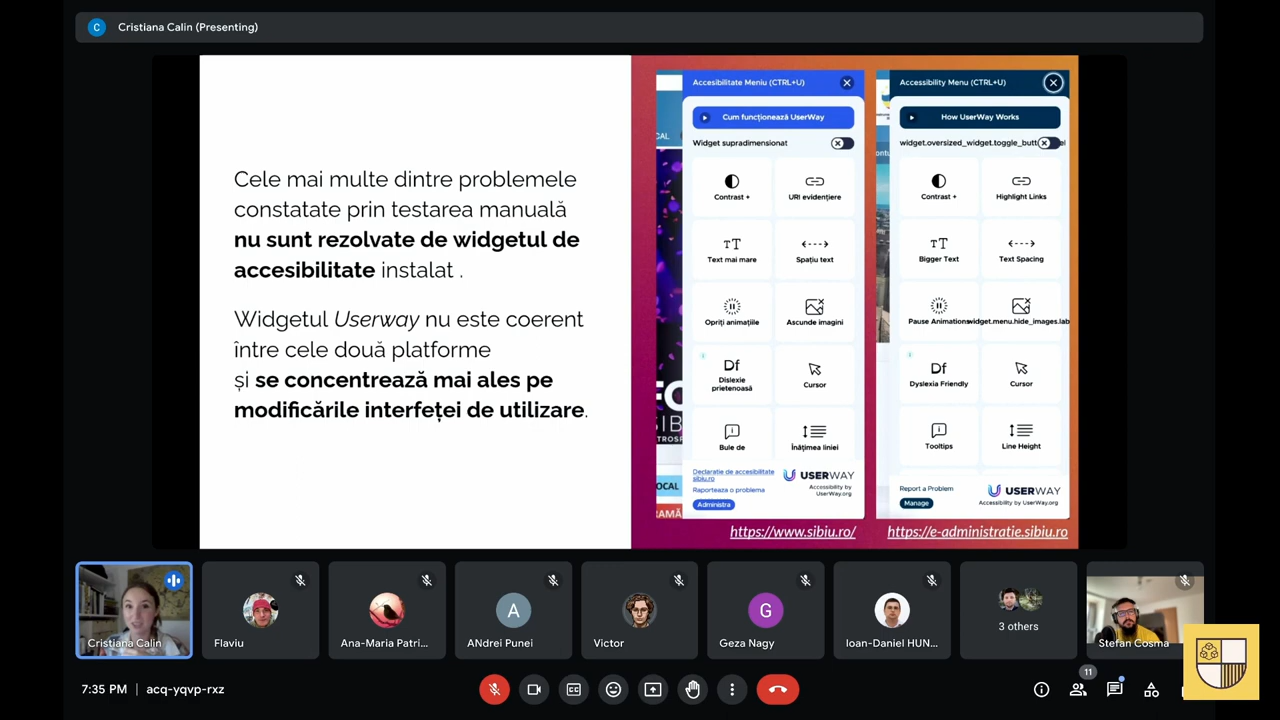 C
Cristiana Calin (Presenting)
Cele mai multe dintre problemele
constatate prin testarea manuală
nu sunt rezolvate de widgetul de
accesibilitate instalat .
Widgetul Userway nu este coerent
între cele două platforme
și se concentrează mai ales pe
modificările interfeței de utilizare.
Accesibilitate Meniu (CTRL+U)
Cum funcționează UserWay
Widget supradimensionat
Contrast +
URI evidențiere
Text mai mare
Spațiu text
Opriți animațiile
Ascunde imagini
Df
Dislexie
prietenoasă
Cursor
Bule de
Înățimea liniei
Declaratie de accesibilitate
sibiu.ro
Raporteaza o problema
Administra
USERWAY
Accessibility by
UserWay.org
https://www.sibiu.ro/
Accessibility Menu (CTRL+U)
How UserWay Works
widget.oversized_widget.toggle_butt
Contrast +
Highlight Links
Bigger Text
Text Spacing
Pause Animations
widget.menu.hide_images.lab
Df
Dyslexia Friendly
Cursor
Tooltips
Line Height
Report a Problem
Manage
USERWAY
Accessibility by UserWay.org
https://e-administratie.sibiu.ro
Cristiana Calin
Flaviu
Ana-Maria Patri...
A
ANdrei Punei
Victor
G
Geza Nagy
Ioan-Daniel HUN...
3 others
Stefan Cosma
7:35 PM
acq-yqvp-rxz
11